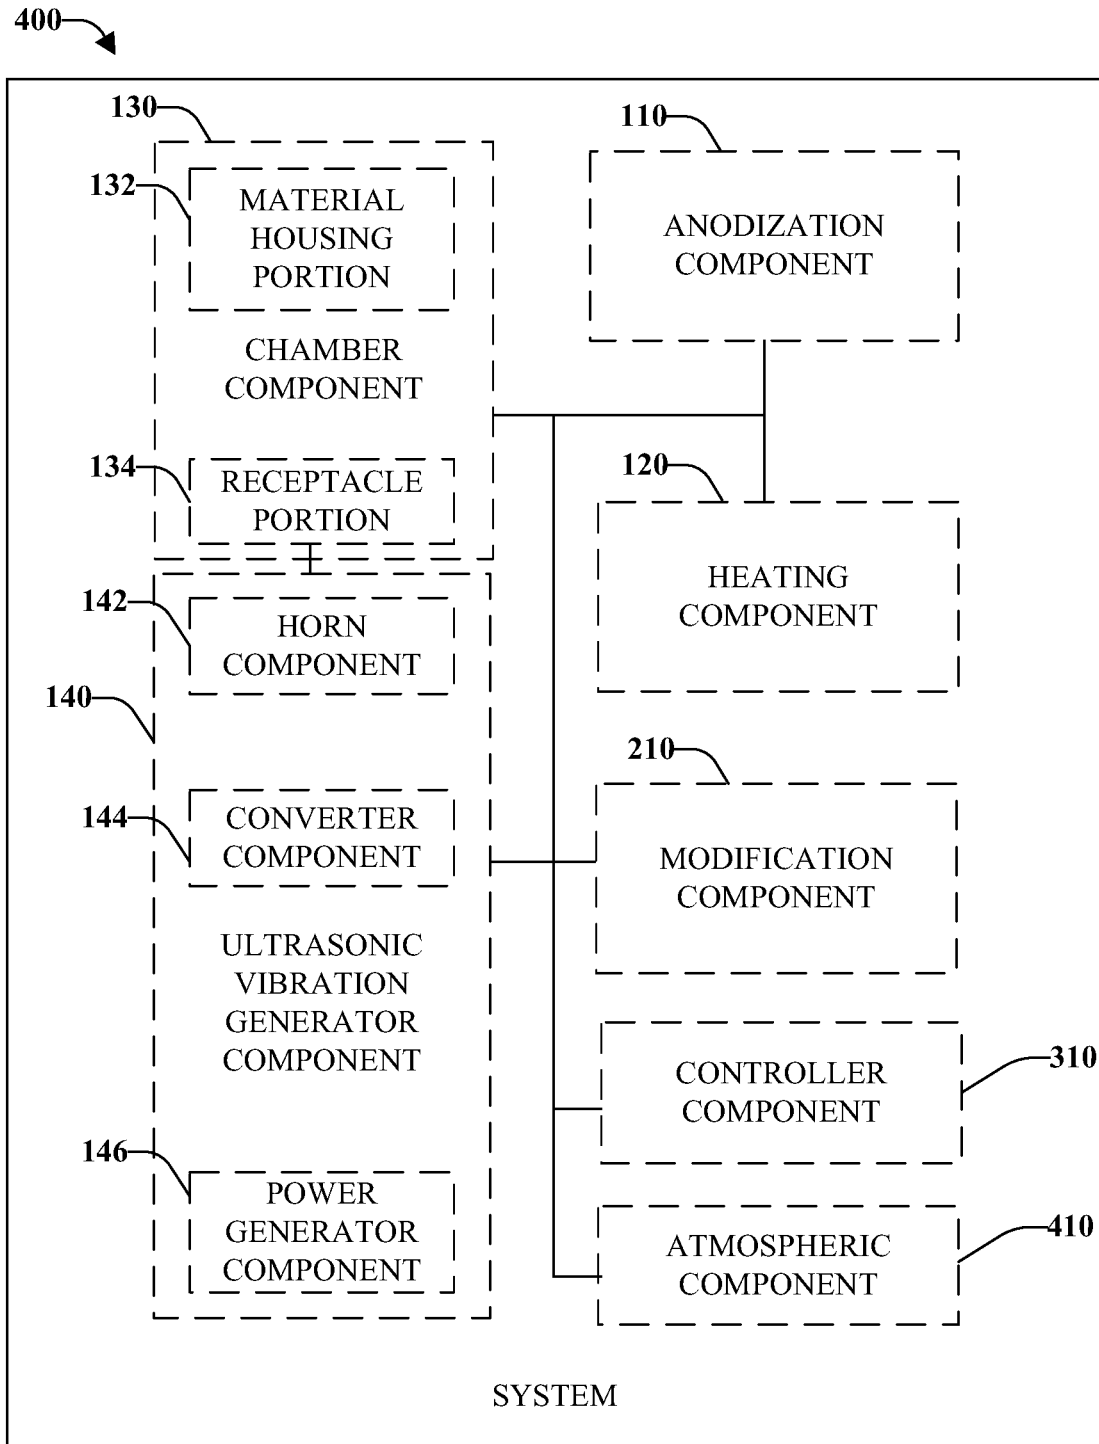 400
130
132
MATERIAL
HOUSING
PORTION
CHAMBER
COMPONENT
134
RECEPTACLE
PORTION
110
ANODIZATION
COMPONENT
120
HEATING
COMPONENT
142
HORN
COMPONENT
140
144
CONVERTER
COMPONENT
ULTRASONIC
VIBRATION
GENERATOR
COMPONENT
146
POWER
GENERATOR
COMPONENT
210
MODIFICATION
COMPONENT
CONTROLLER
COMPONENT
310
ATMOSPHERIC
COMPONENT
410
SYSTEM